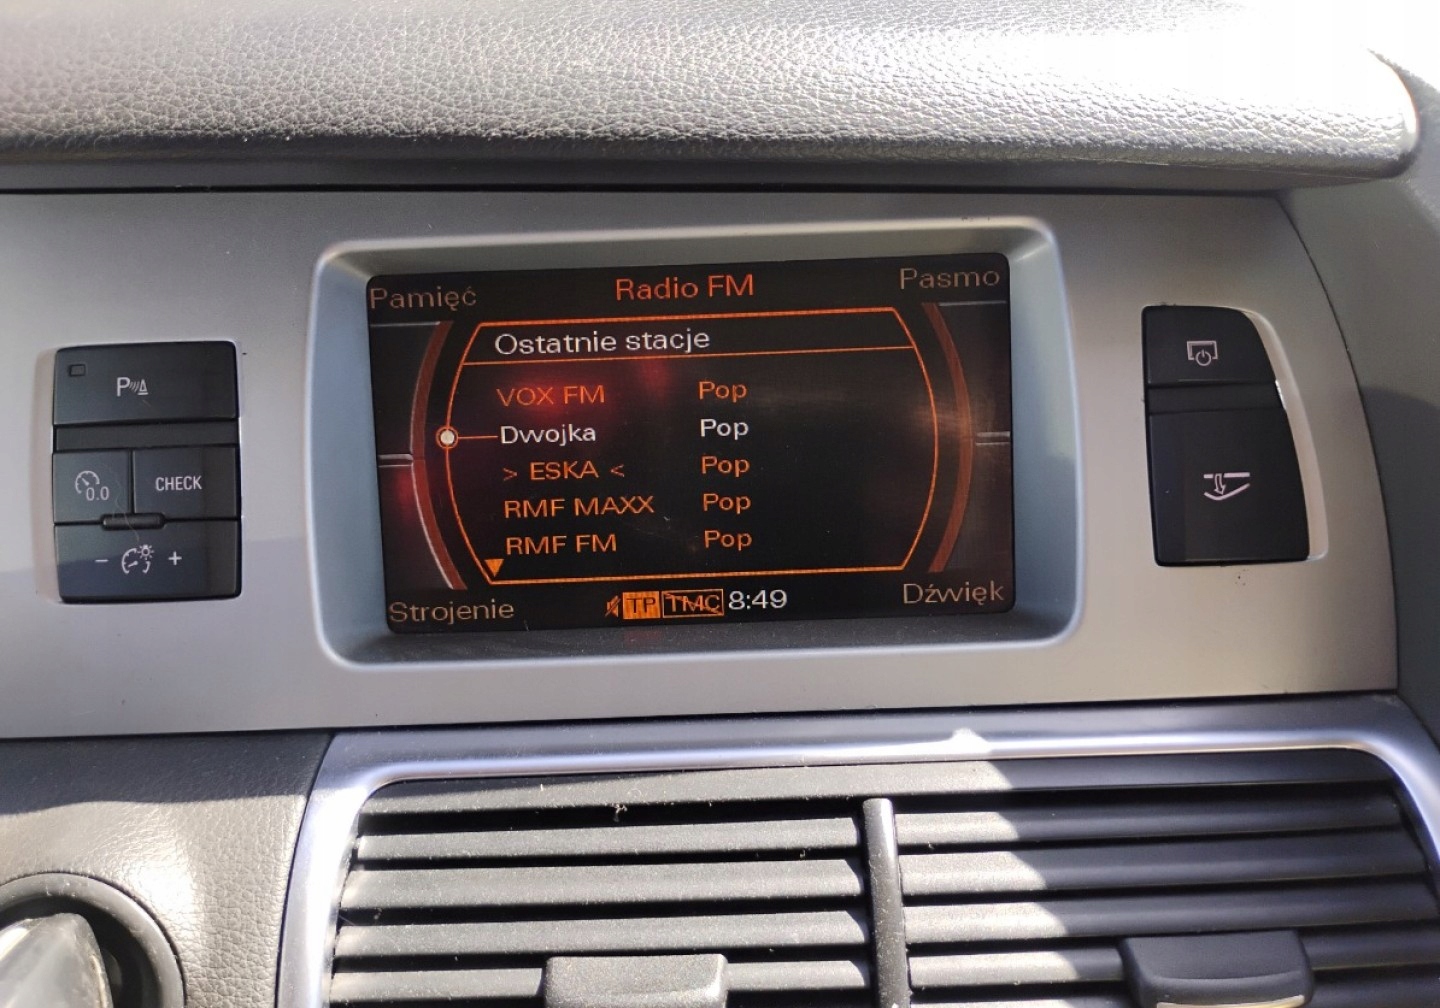 Pamięć Radio FM Pasmo
Ostatnie stacje
VOX FM Pop
Dwojka Pop
> ESKA < Pop
RMF MAXX Pop
RMF FM Pop
Strojenie TP TMC 8:49 Dźwięk
P
0.0 CHECK
- +